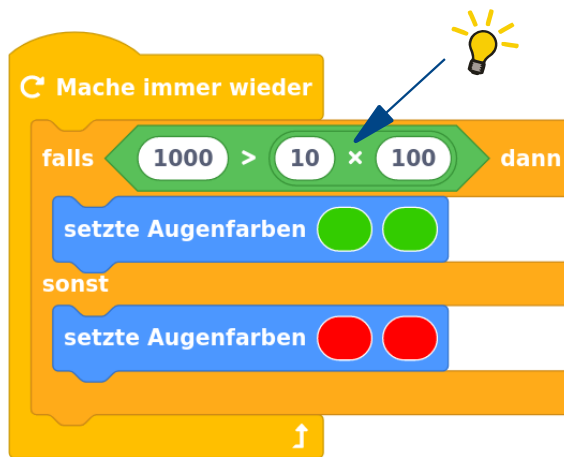 Mache immer wieder
falls 1000 > 10 × 100 dann
setzte Augenfarben
sonst
setzte Augenfarben